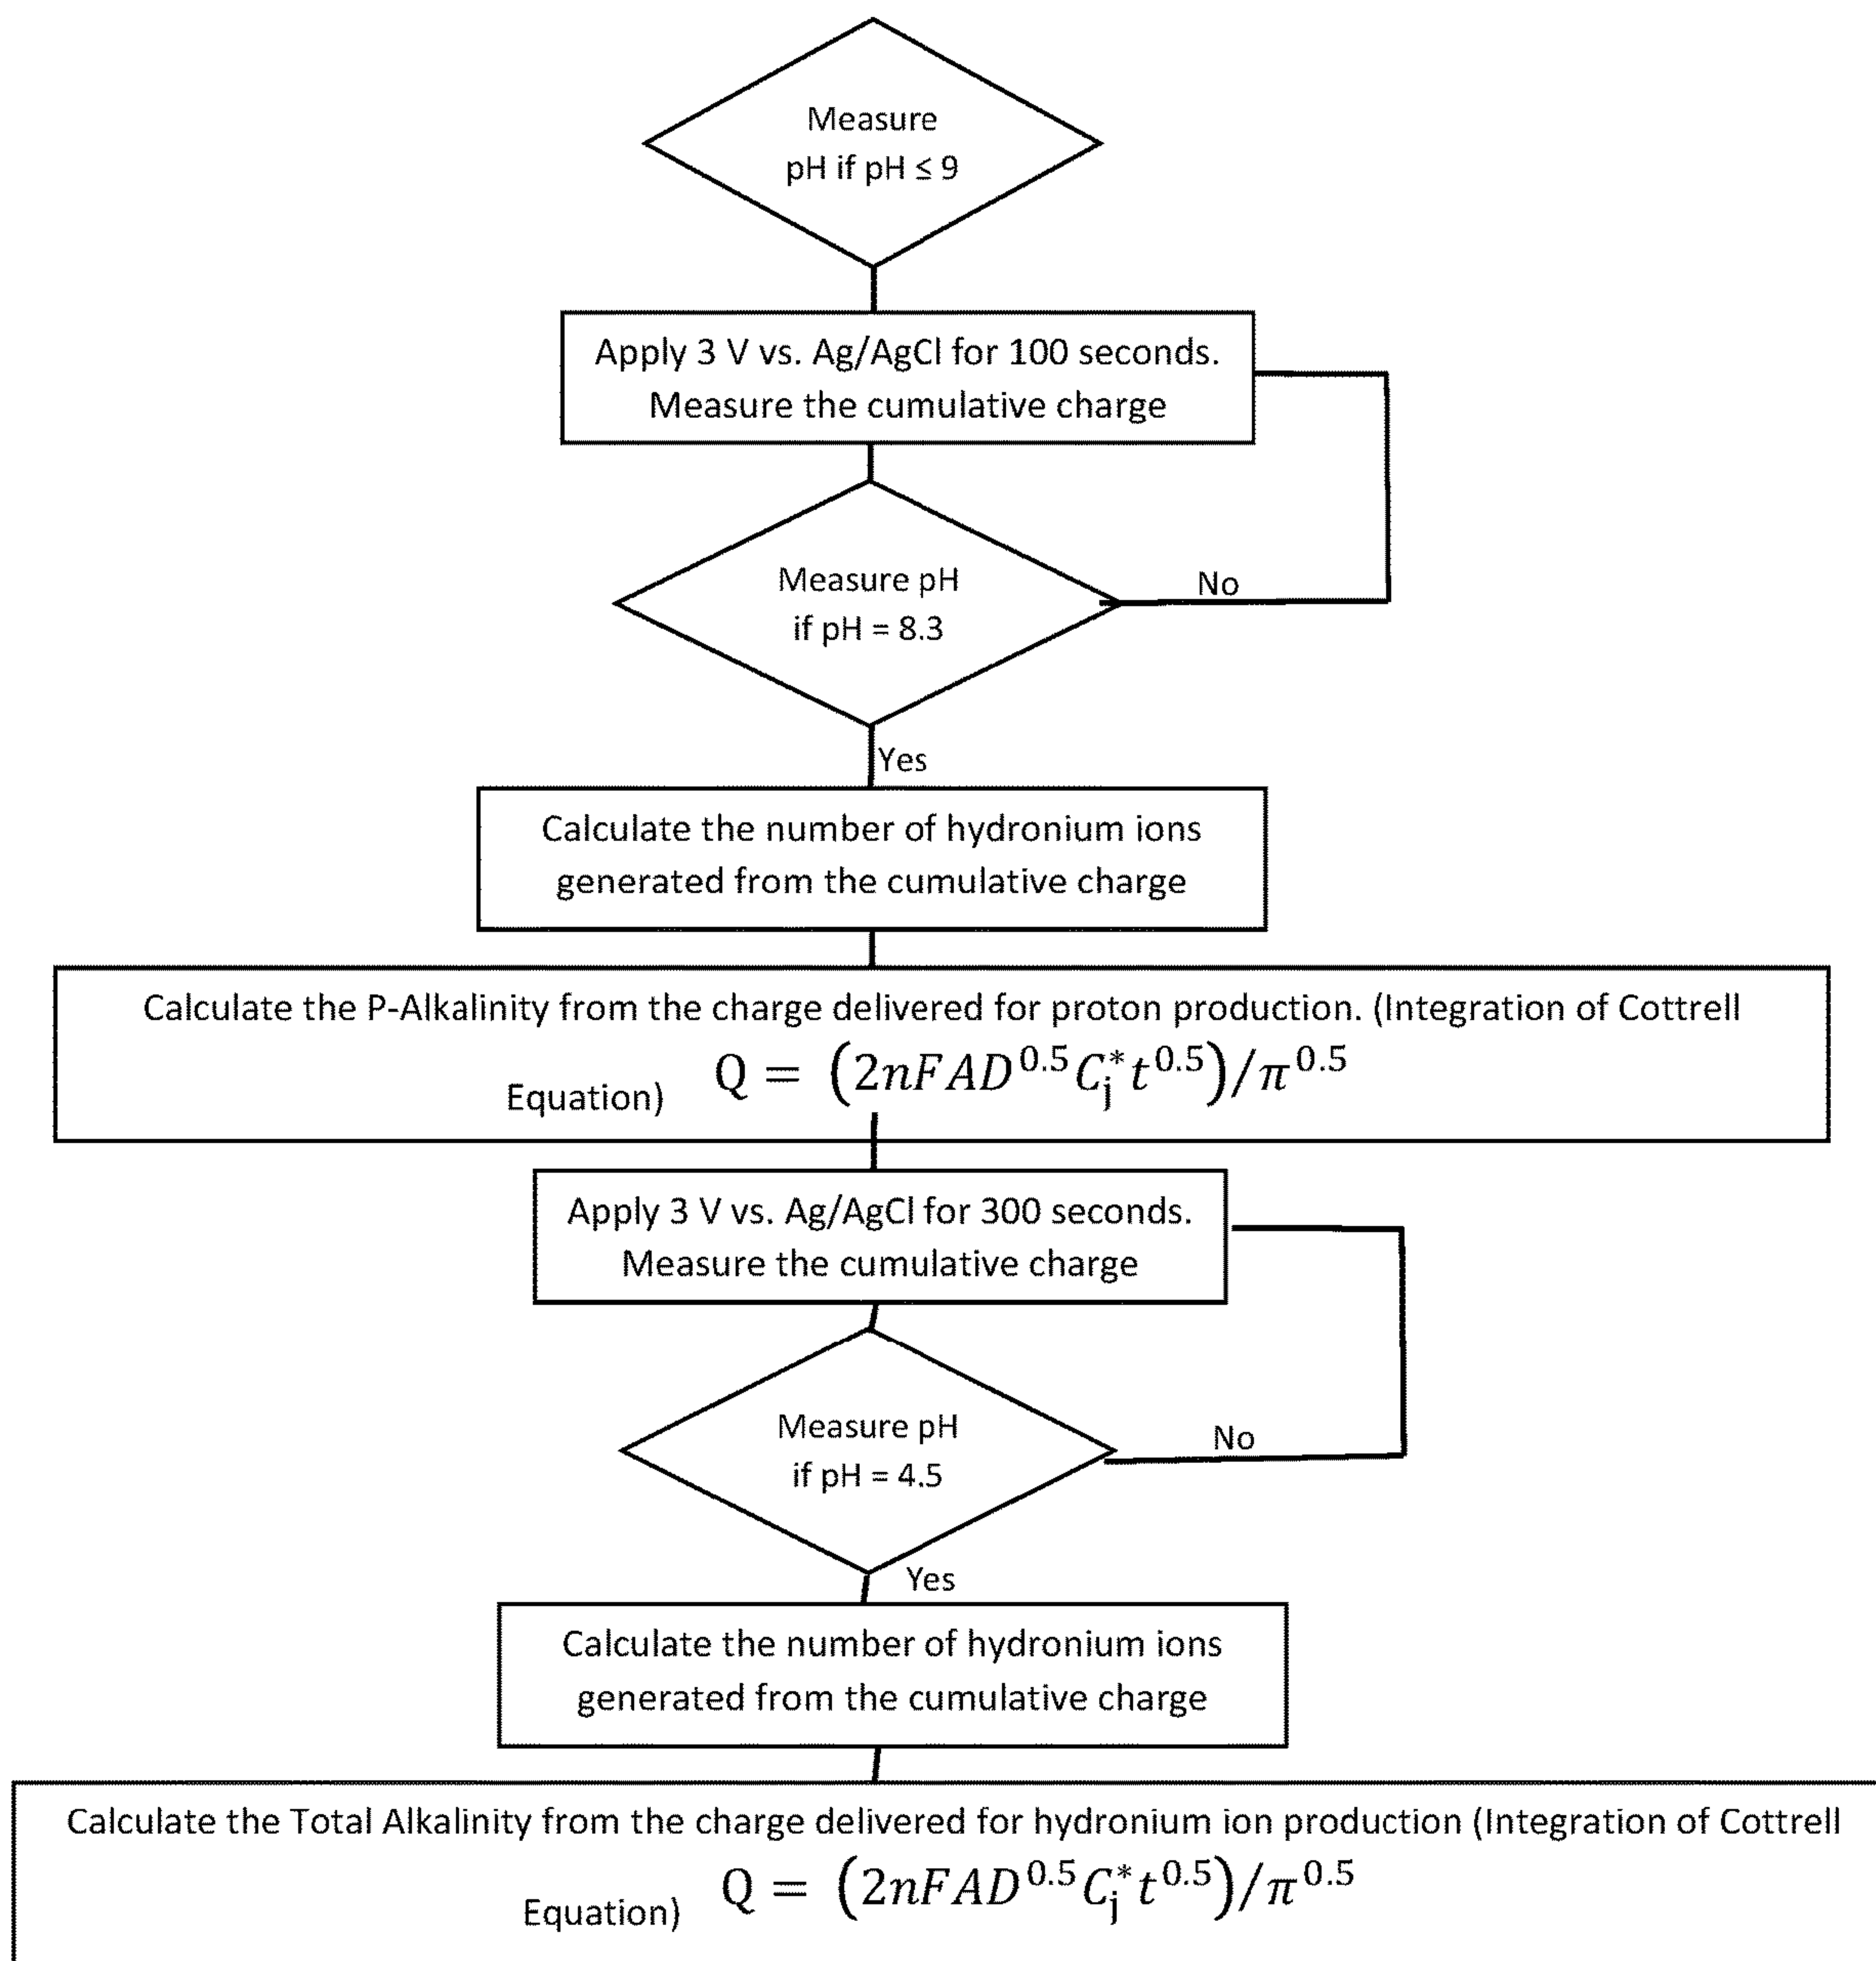 Measure
pH if pH ≤ 9
Apply 3 V vs. Ag/AgCl for 100 seconds.
Measure the cumulative charge
Measure pH
if pH = 8.3
No
Yes
Calculate the number of hydronium ions
generated from the cumulative charge
Calculate the P-Alkalinity from the charge delivered for proton production. (Integration of Cottrell
Equation) Q = (2nFAD^0.5 C_j^* t^0.5)/π^0.5
Apply 3 V vs. Ag/AgCl for 300 seconds.
Measure the cumulative charge
Measure pH
if pH = 4.5
No
Yes
Calculate the number of hydronium ions
generated from the cumulative charge
Calculate the Total Alkalinity from the charge delivered for hydronium ion production (Integration of Cottrell
Equation) Q = (2nFAD^0.5 C_j^* t^0.5)/π^0.5